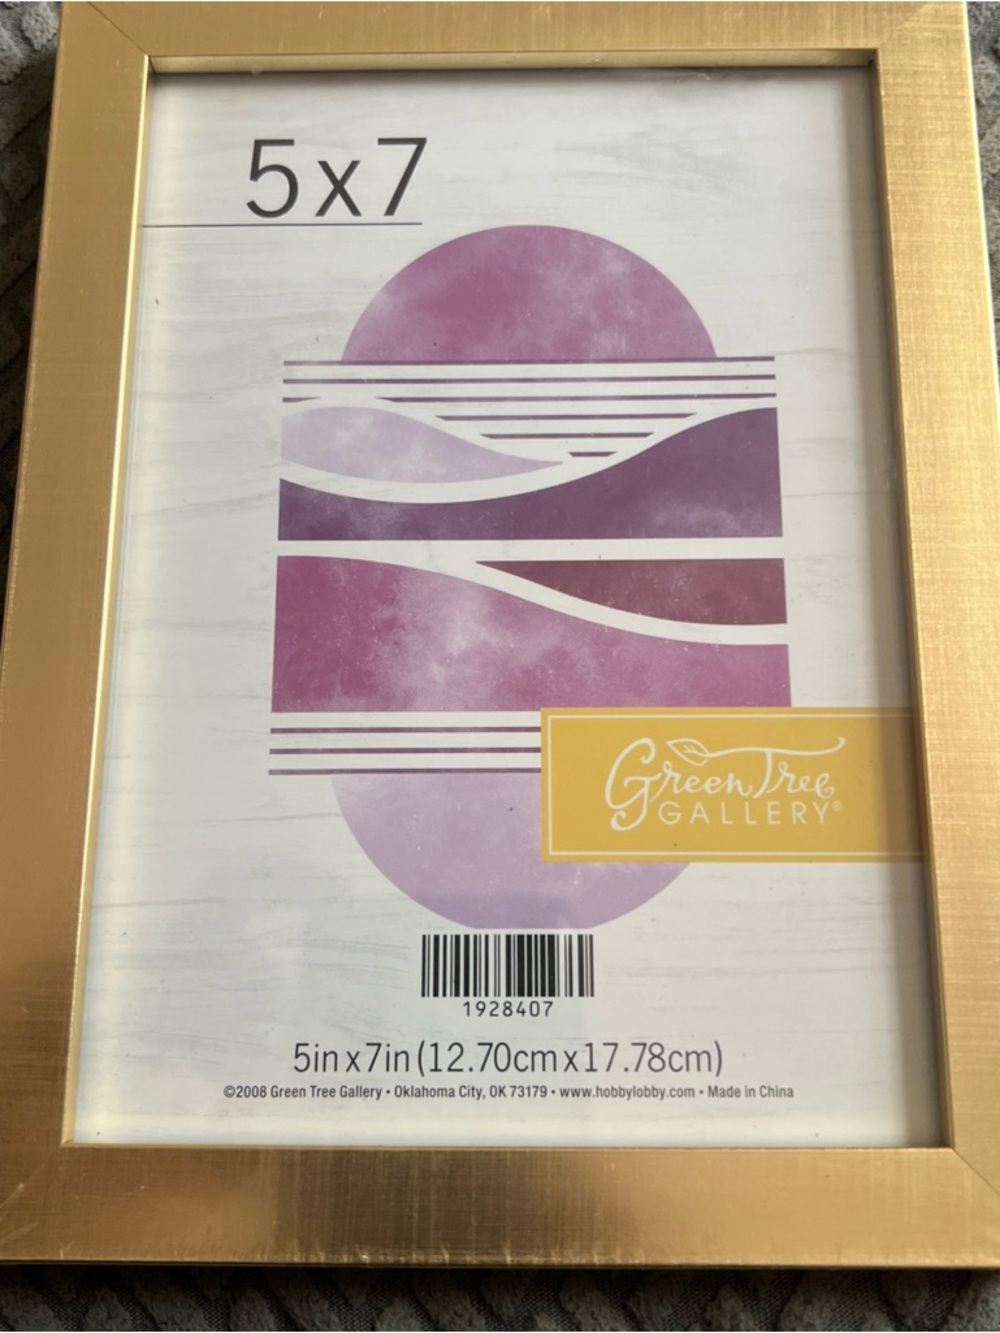 5x7
Green Tree
GALLERY®
1928407
5in x 7in (12.70cm x 17.78cm)
©2008 Green Tree Gallery • Oklahoma City, OK 73179 • www.hobbylobby.com • Made in China